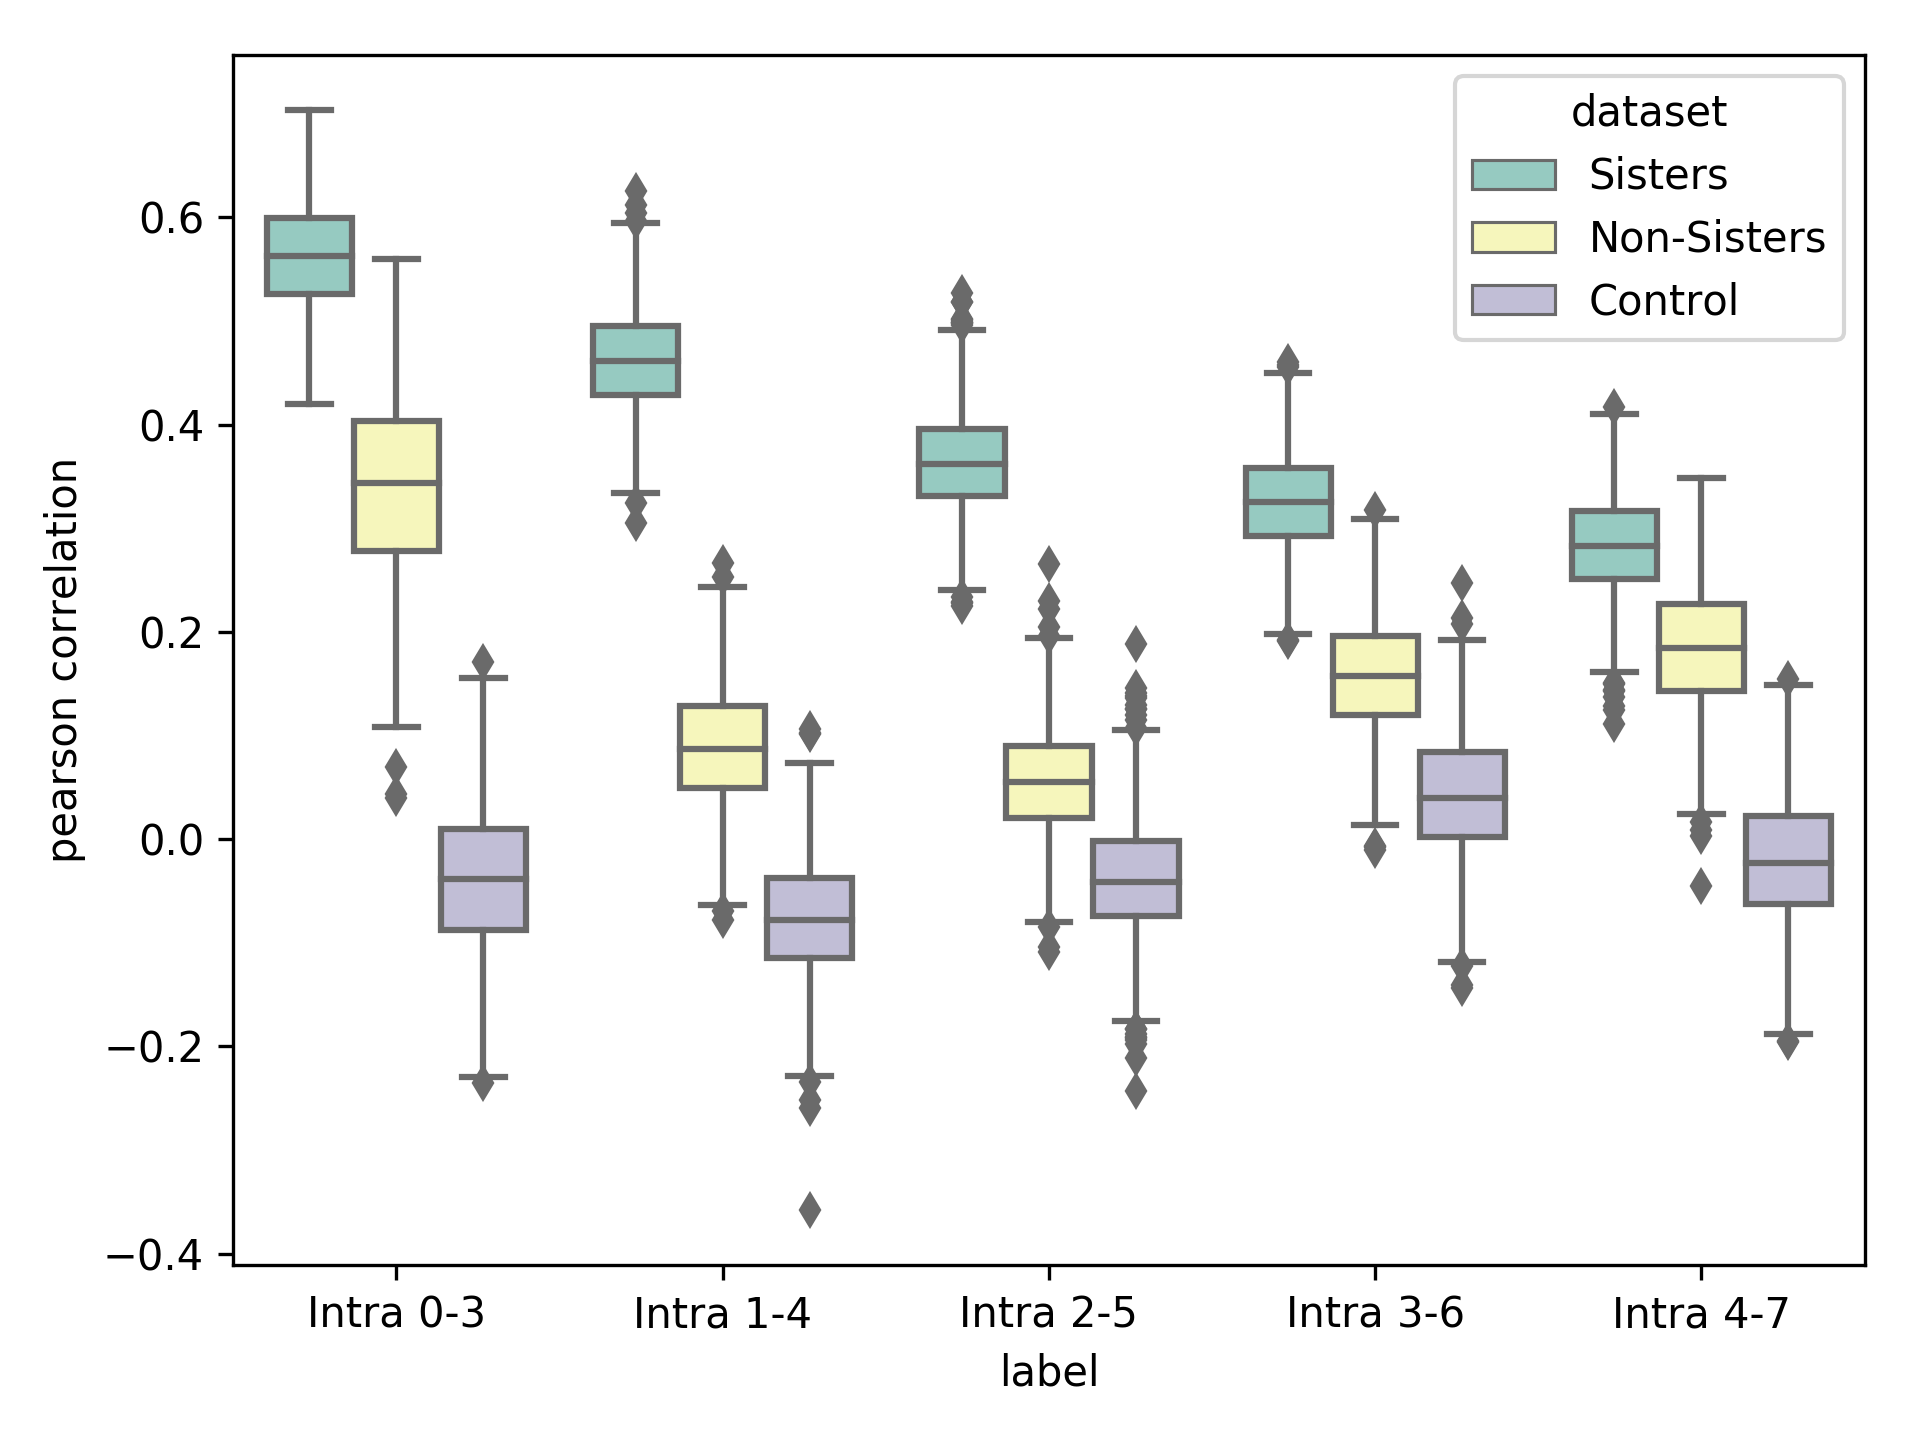 dataset
Sisters
Non-Sisters
Control
0.6
0.4
0.2
0.0
−0.2
−0.4
pearson correlation
Intra 0-3
Intra 1-4
Intra 2-5
Intra 3-6
Intra 4-7
label